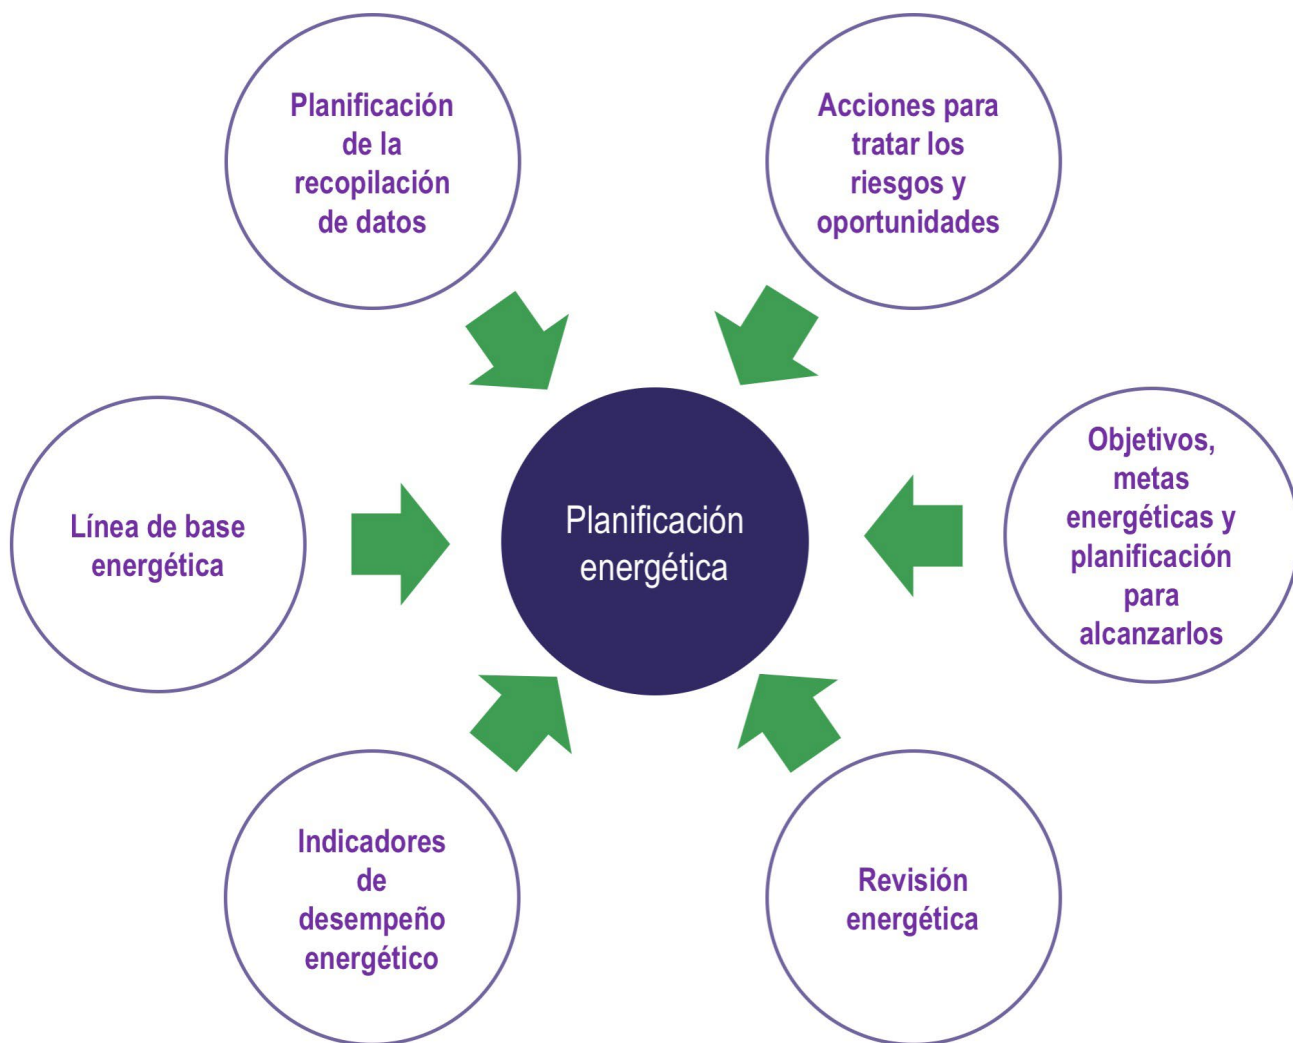 Planificación
de la
recopilación
de datos
Acciones para
tratar los
riesgos y
oportunidades
Línea de base
energética
Planificación
energética
Objetivos,
metas
energéticas y
planificación
para
alcanzarlos
Indicadores
de
desempeño
energético
Revisión
energética